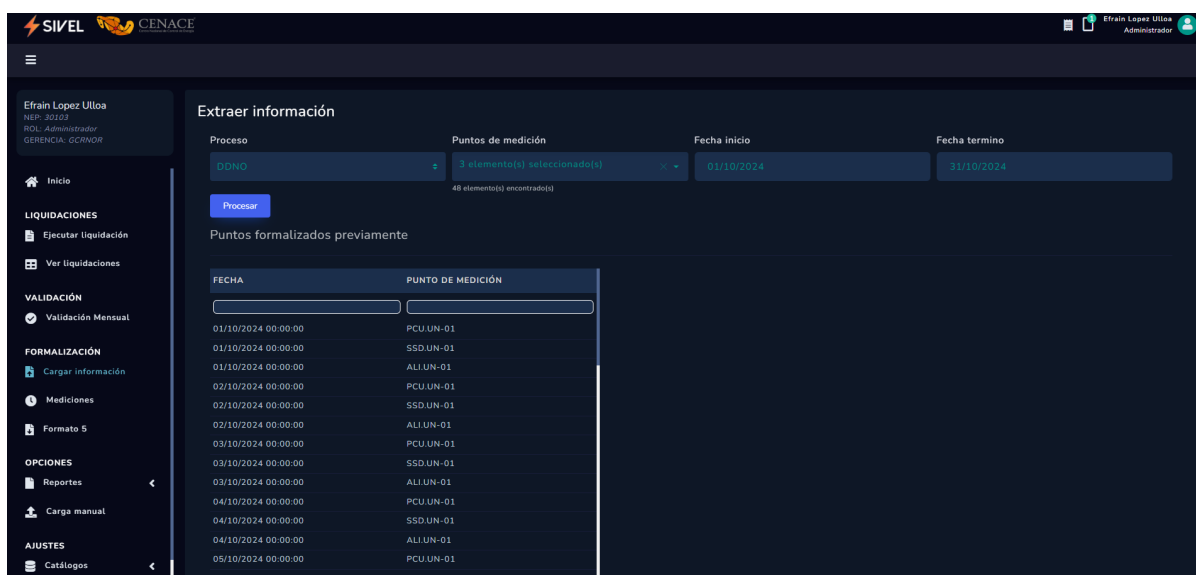 SIVEL CENACE
1
Efrain Lopez Ulloa
Administrador
Efrain Lopez Ulloa
NEP: 30103
ROL: Administrador
GERENCIA: GCRNOR
Inicio
LIQUIDACIONES
Ejecutar liquidación
Ver liquidaciones
VALIDACIÓN
Validación Mensual
FORMALIZACIÓN
Cargar información
Mediciones
Formato 5
OPCIONES
Reportes
Carga manual
AJUSTES
Catálogos
Extraer información
Proceso Puntos de medición Fecha inicio Fecha termino
DDNO 3 elemento(s) seleccionado(s) 01/10/2024 31/10/2024
48 elemento(s) encontrado(s)
Procesar
Puntos formalizados previamente
FECHA PUNTO DE MEDICIÓN
01/10/2024 00:00:00 PCU.UN-01
01/10/2024 00:00:00 SSD.UN-01
01/10/2024 00:00:00 ALI.UN-01
02/10/2024 00:00:00 PCU.UN-01
02/10/2024 00:00:00 SSD.UN-01
02/10/2024 00:00:00 ALI.UN-01
03/10/2024 00:00:00 PCU.UN-01
03/10/2024 00:00:00 SSD.UN-01
03/10/2024 00:00:00 ALI.UN-01
04/10/2024 00:00:00 PCU.UN-01
04/10/2024 00:00:00 SSD.UN-01
04/10/2024 00:00:00 ALI.UN-01
05/10/2024 00:00:00 PCU.UN-01